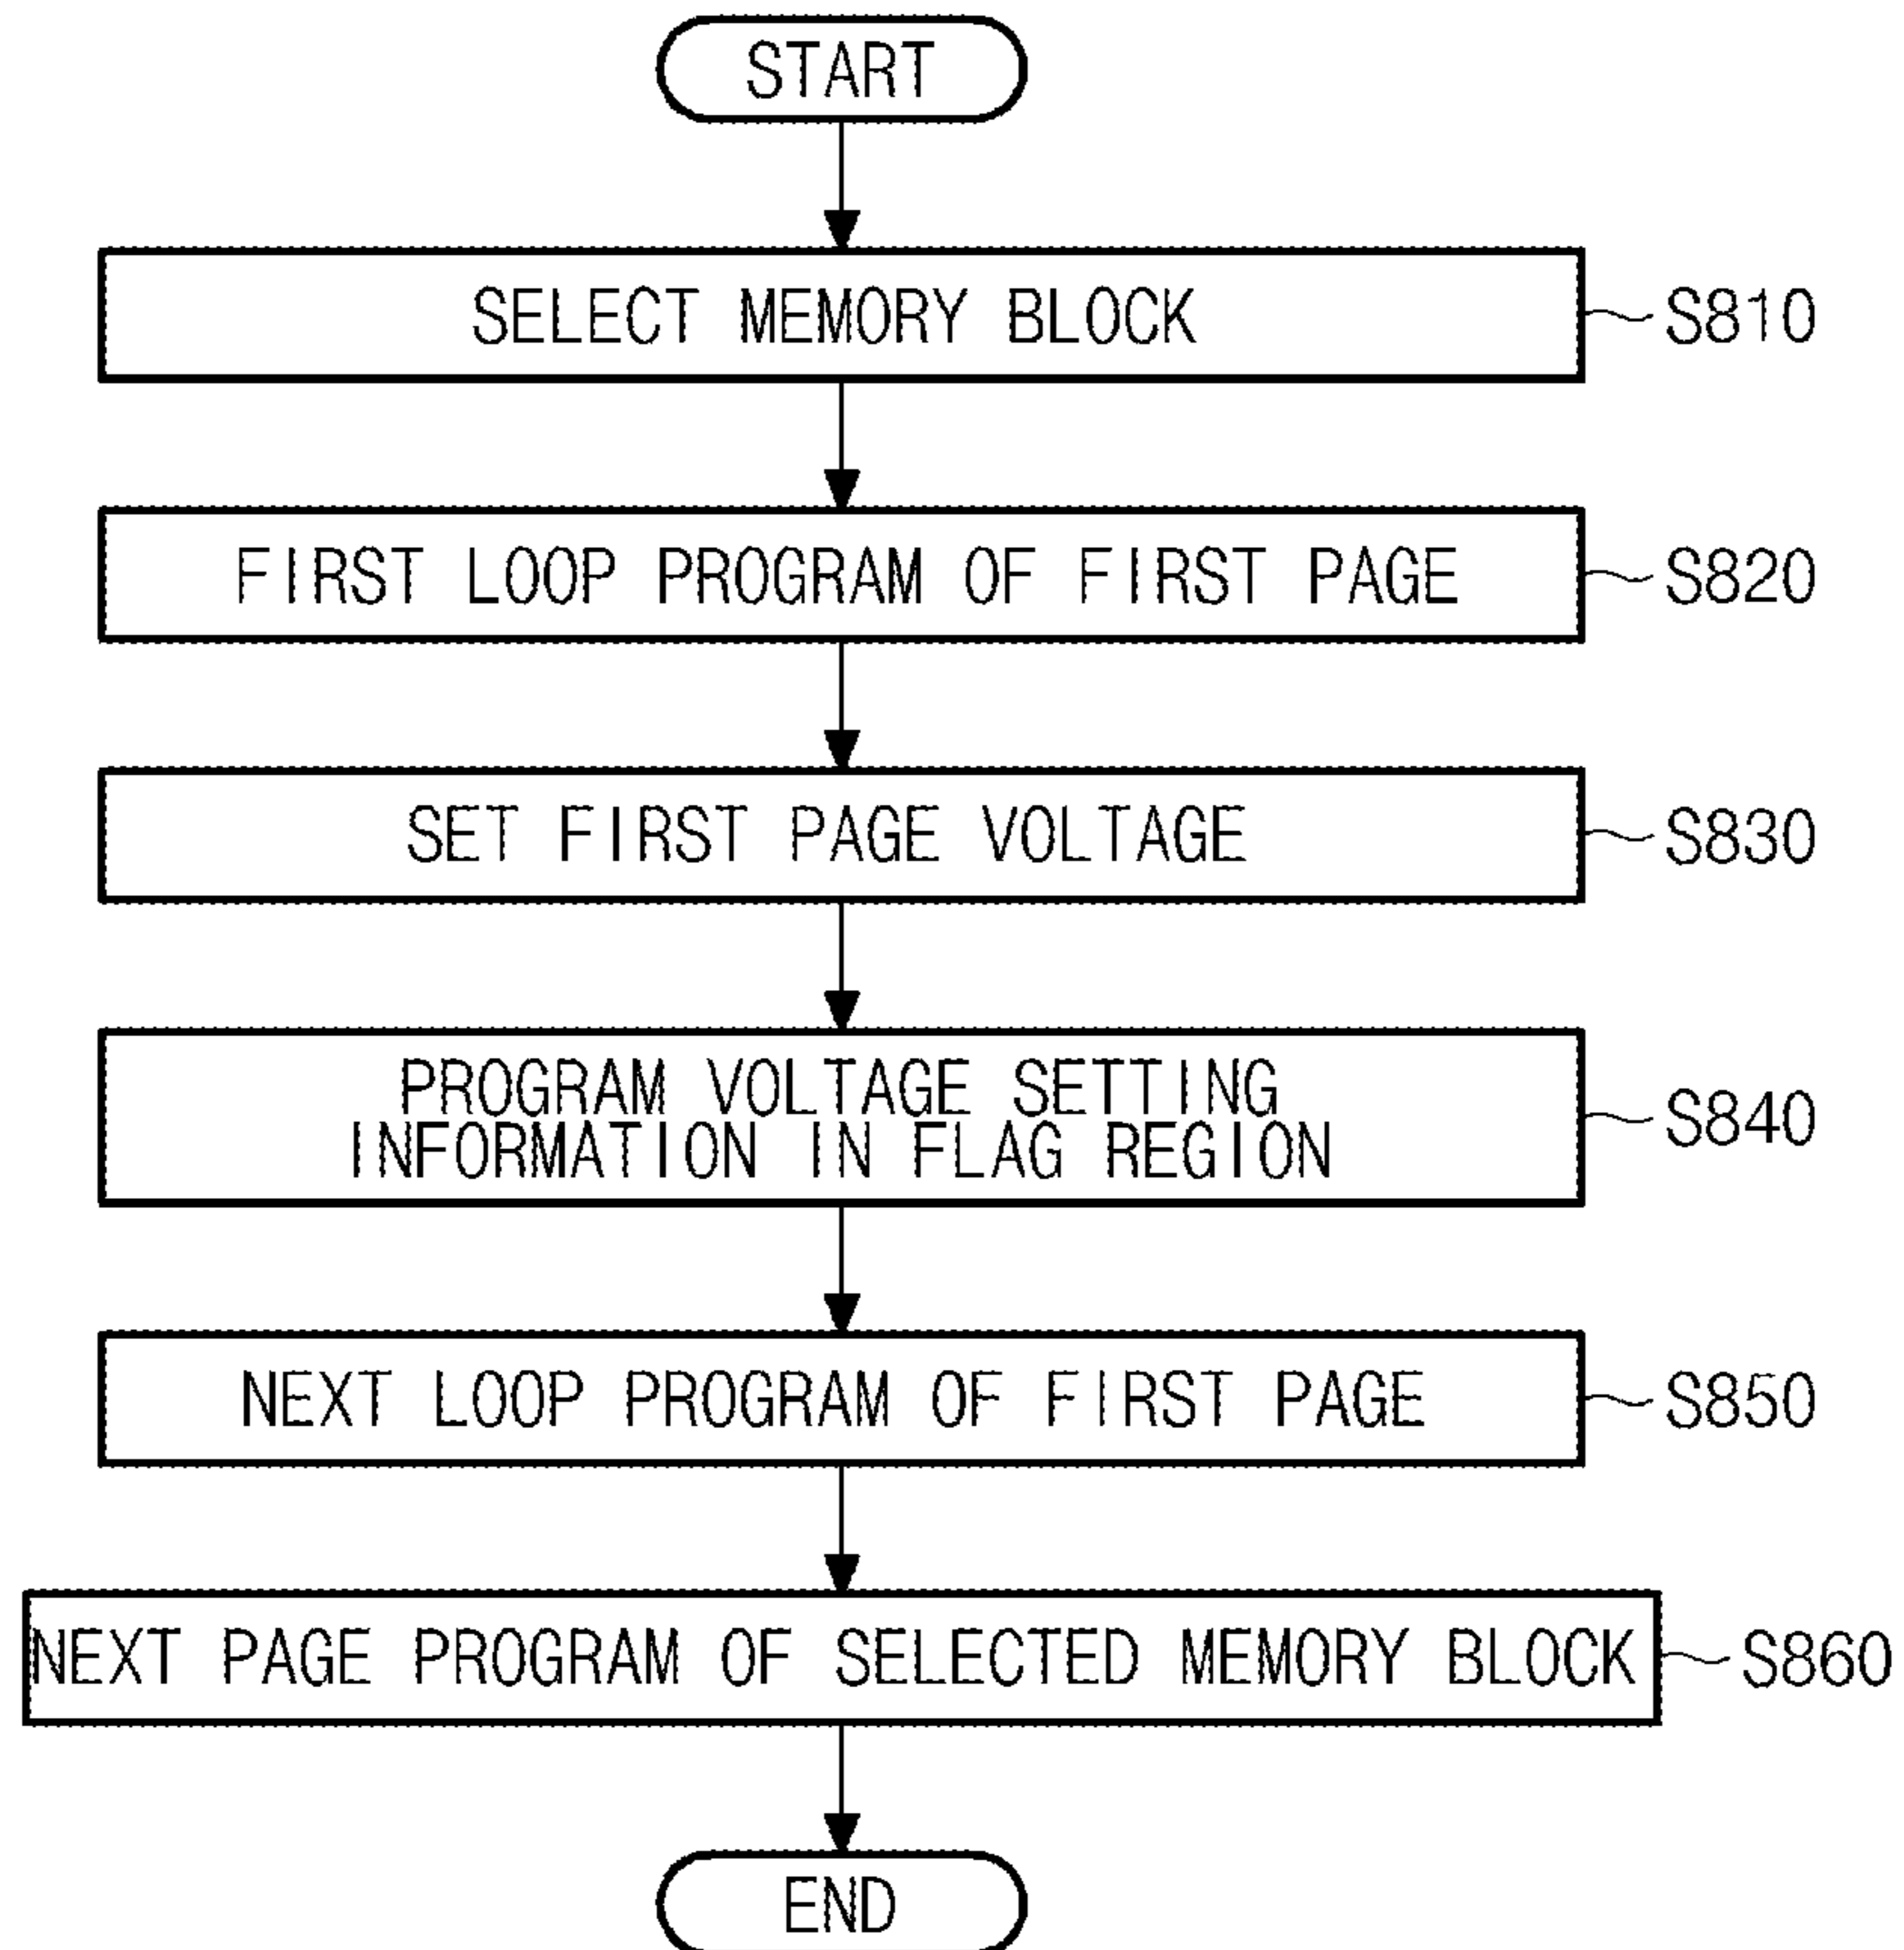 START
SELECT MEMORY BLOCK
S810
FIRST LOOP PROGRAM OF FIRST PAGE
S820
SET FIRST PAGE VOLTAGE
S830
PROGRAM VOLTAGE SETTING
INFORMATION IN FLAG REGION
S840
NEXT LOOP PROGRAM OF FIRST PAGE
S850
NEXT PAGE PROGRAM OF SELECTED MEMORY BLOCK
S860
END